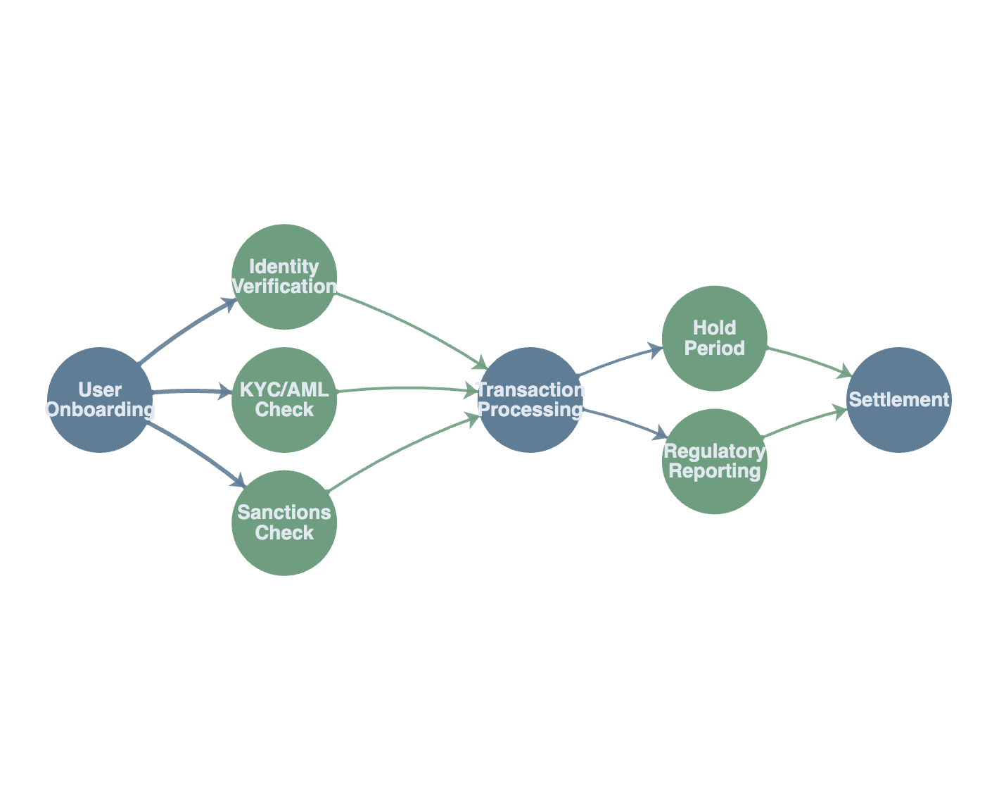 User
Onboarding
Identity
Verification
KYC/AML
Check
Sanctions
Check
Transaction
Processing
Hold
Period
Regulatory
Reporting
Settlement